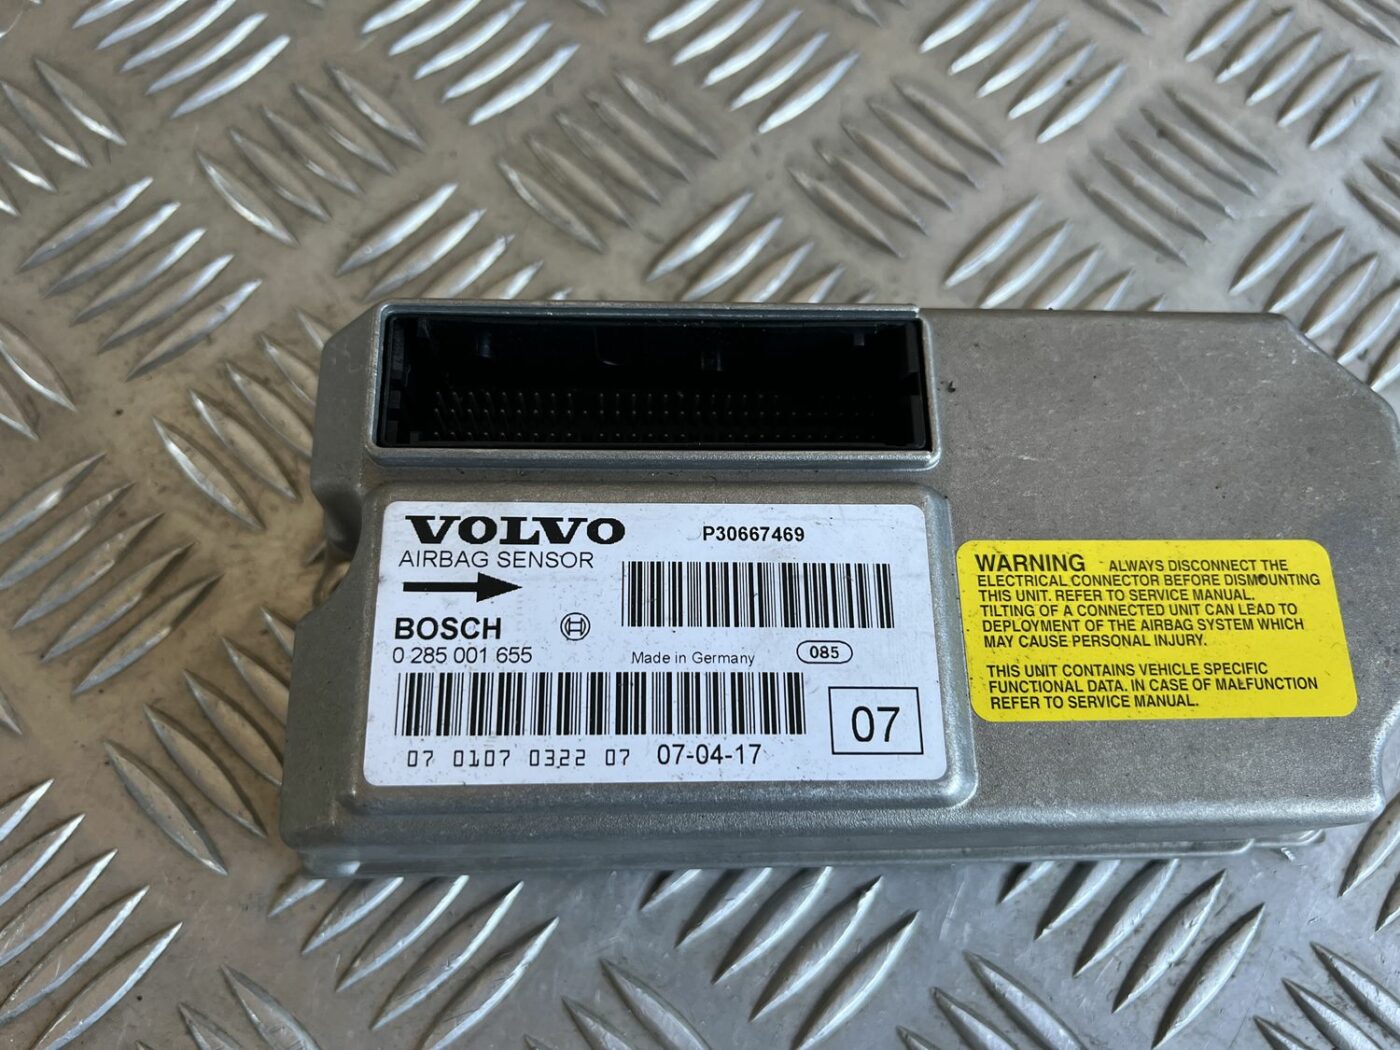 VOLVO
P30667469
AIRBAG SENSOR
BOSCH
0 285 001 655
Made in Germany
085
07 0107 0322 07 07-04-17
07
WARNING ALWAYS DISCONNECT THE
ELECTRICAL CONNECTOR BEFORE DISMOUNTING
THIS UNIT. REFER TO SERVICE MANUAL.
TILTING OF A CONNECTED UNIT CAN LEAD TO
DEPLOYMENT OF THE AIRBAG SYSTEM WHICH
MAY CAUSE PERSONAL INJURY.
THIS UNIT CONTAINS VEHICLE SPECIFIC
FUNCTIONAL DATA. IN CASE OF MALFUNCTION
REFER TO SERVICE MANUAL.